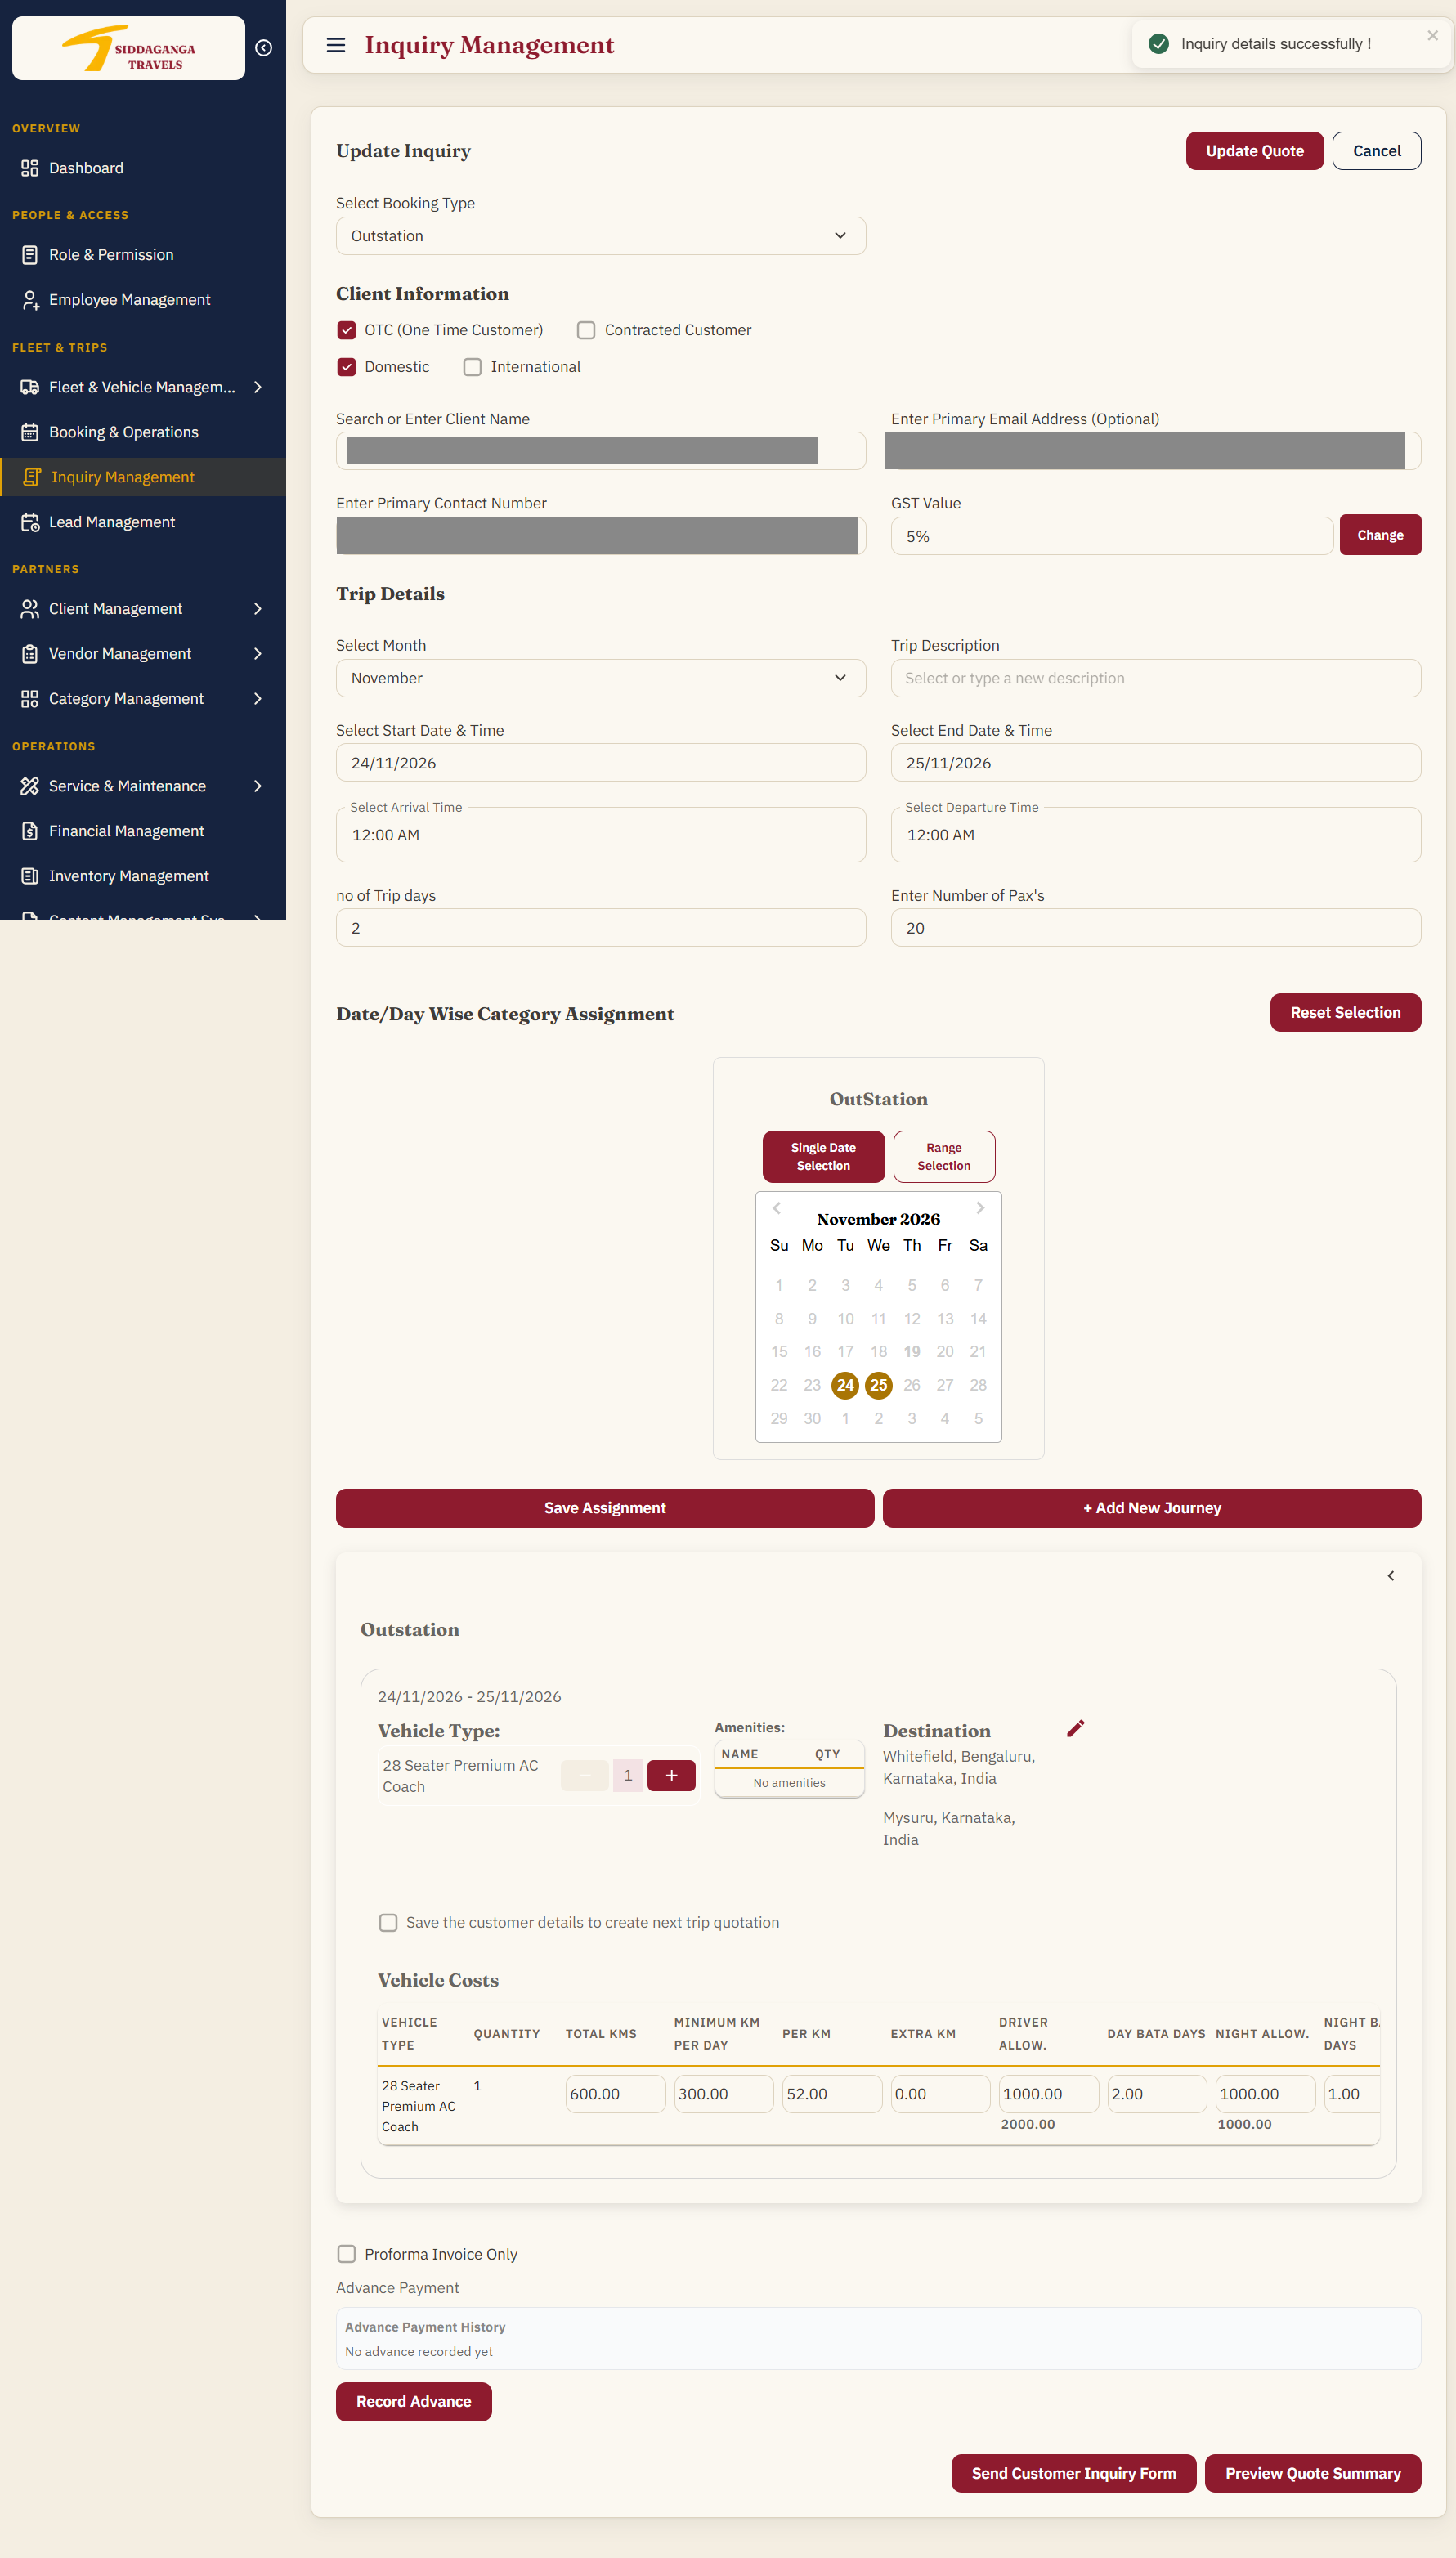 SIDDAGANGA
TRAVELS
OVERVIEW
Dashboard
PEOPLE & ACCESS
Role & Permission
Employee Management
FLEET & TRIPS
Fleet & Vehicle Managem...
Booking & Operations
Inquiry Management
Lead Management
PARTNERS
Client Management
Vendor Management
Category Management
OPERATIONS
Service & Maintenance
Financial Management
Inventory Management
Content Management Sys
Inquiry Management
Inquiry details successfully !
Update Inquiry
Update Quote
Cancel
Select Booking Type
Outstation
Client Information
OTC (One Time Customer)
Contracted Customer
Domestic
International
Search or Enter Client Name
Enter Primary Email Address (Optional)
Enter Primary Contact Number
GST Value
5%
Change
Trip Details
Select Month
Trip Description
November
Select or type a new description
Select Start Date & Time
Select End Date & Time
24/11/2026
25/11/2026
Select Arrival Time
Select Departure Time
12:00 AM
12:00 AM
no of Trip days
Enter Number of Pax's
2
20
Date/Day Wise Category Assignment
Reset Selection
OutStation
Single Date
Selection
Range
Selection
November 2026
Su Mo Tu We Th Fr Sa
1 2 3 4 5 6 7
8 9 10 11 12 13 14
15 16 17 18 19 20 21
22 23 24 25 26 27 28
29 30 1 2 3 4 5
Save Assignment
+ Add New Journey
Outstation
24/11/2026 - 25/11/2026
Vehicle Type:
28 Seater Premium AC
Coach
1
+
Amenities:
NAME QTY
No amenities
Destination
Whitefield, Bengaluru,
Karnataka, India
Mysuru, Karnataka,
India
Save the customer details to create next trip quotation
Vehicle Costs
VEHICLE
TYPE
QUANTITY
TOTAL KMS
MINIMUM KM
PER DAY
PER KM
EXTRA KM
DRIVER
ALLOW.
DAY BATA DAYS
NIGHT ALLOW.
NIGHT B
DAYS
28 Seater
Premium AC
Coach
1
600.00
300.00
52.00
0.00
1000.00
2000.00
2.00
1000.00
1000.00
1.00
Proforma Invoice Only
Advance Payment
Advance Payment History
No advance recorded yet
Record Advance
Send Customer Inquiry Form
Preview Quote Summary